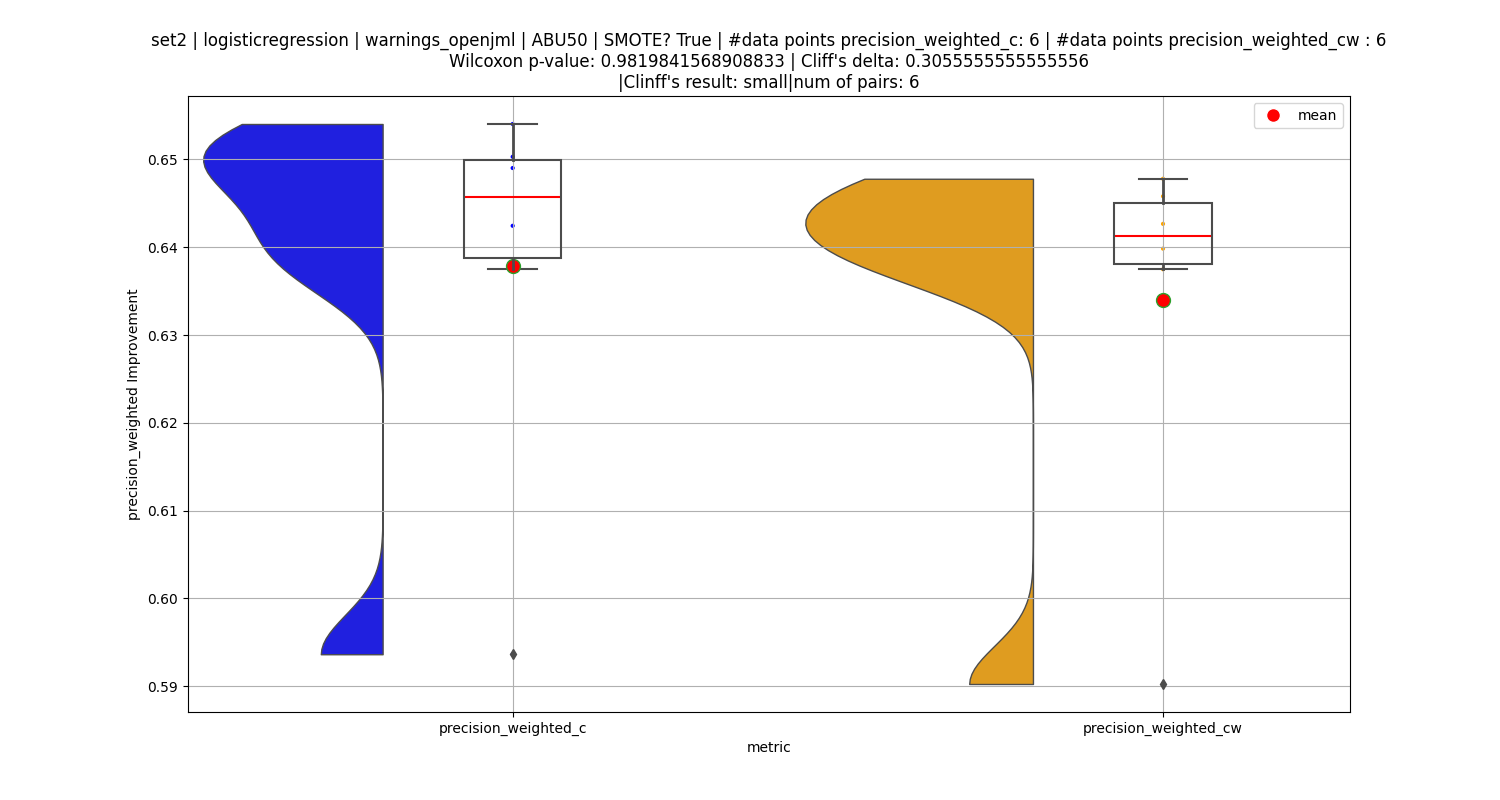 set2 | logisticregression | warnings_openjml | ABU50 | SMOTE? True | #data points precision_weighted_c: 6 | #data points precision_weighted_cw : 6
Wilcoxon p-value: 0.9819841568908833 | Cliff's delta: 0.3055555555555556
|Clinff's result: small|num of pairs: 6
mean
0.65
0.64
0.63
0.62
0.61
0.60
0.59
precision_weighted Improvement
precision_weighted_c
precision_weighted_cw
metric